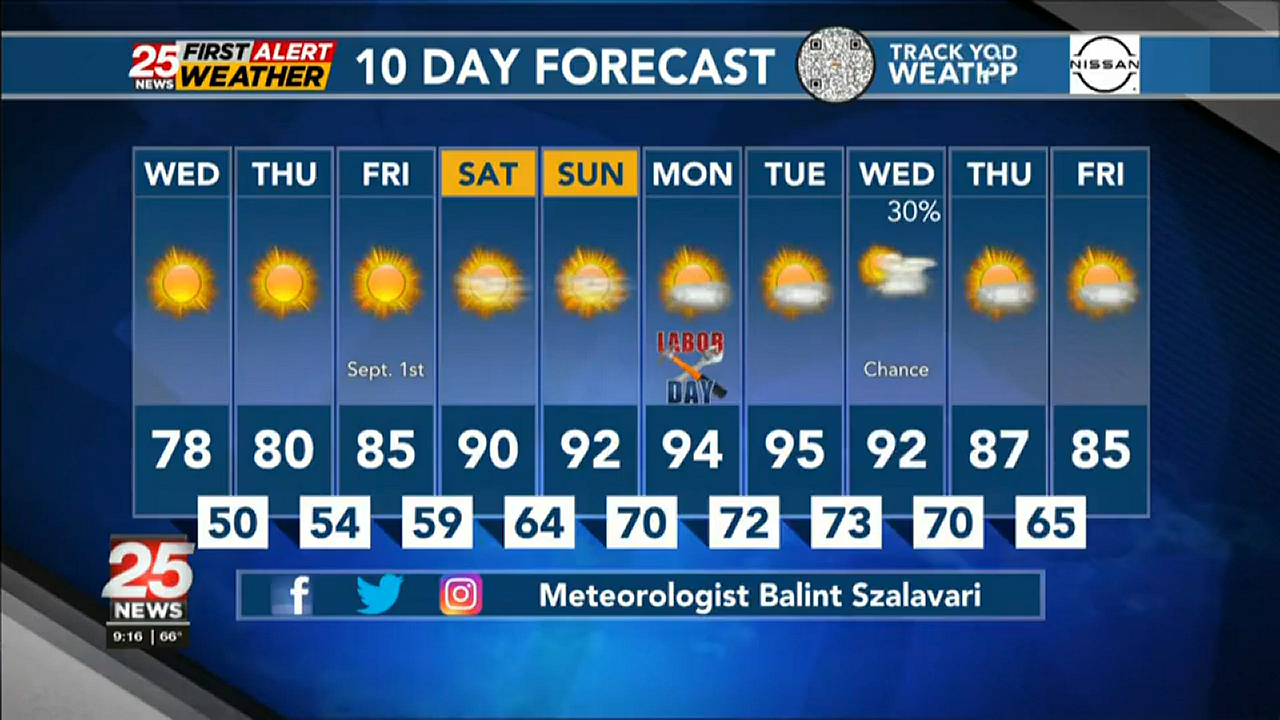 25 NEWS FIRST ALERT WEATHER
10 DAY FORECAST
TRACK
NISSAN
WED THU FRI SAT SUN MON TUE WED THU FRI
30%
LABOR
DAY
Sept. 1st Chance
78 80 85 90 92 94 95 92 87 85
50 54 59 64 70 72 73 70 65
25
NEWS
9:16 | 66°
f Meteorologist Balint Szalavari